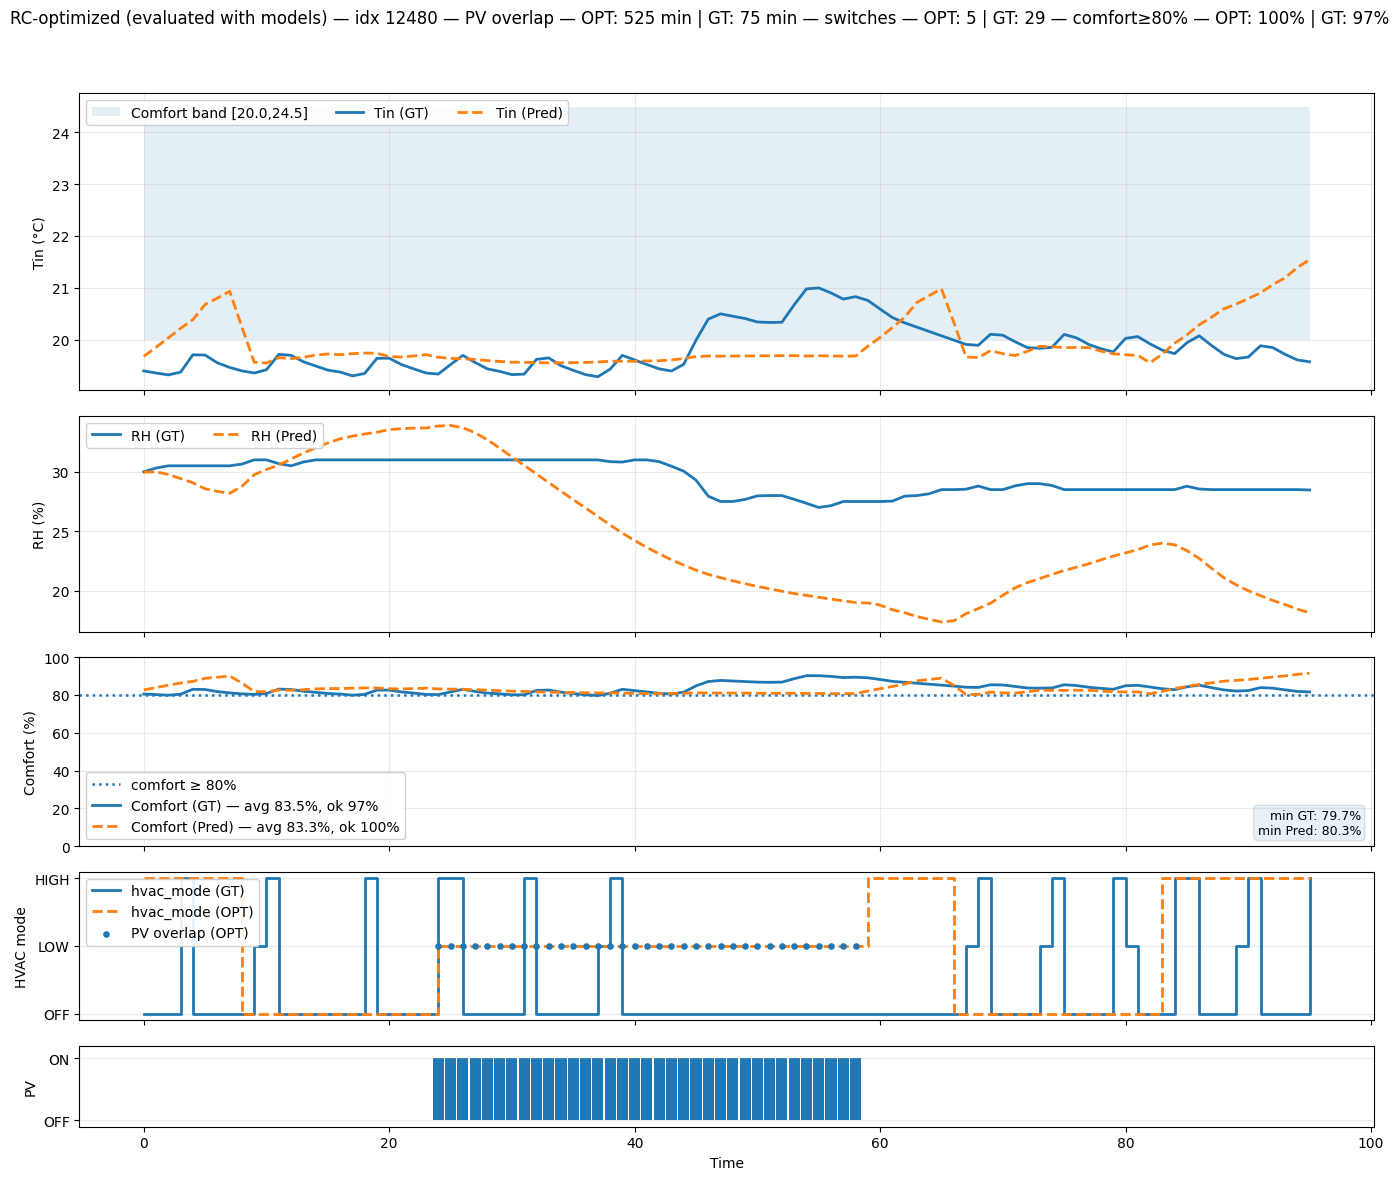 RC-optimized (evaluated with models) — idx 12480 — PV overlap — OPT: 525 min | GT: 75 min — switches — OPT: 5 | GT: 29 — comfort≥80% — OPT: 100% | GT: 97%
Comfort band [20.0,24.5] Tin (GT) Tin (Pred)
24
23
22
21
20
Tin (°C)
RH (GT) RH (Pred)
30
25
20
RH (%)
100
80
60
40
20
0
Comfort (%)
comfort ≥ 80%
Comfort (GT) — avg 83.5%, ok 97%
Comfort (Pred) — avg 83.3%, ok 100%
min GT: 79.7%
min Pred: 80.3%
HIGH
LOW
OFF
HVAC mode
hvac_mode (GT)
hvac_mode (OPT)
PV overlap (OPT)
ON
OFF
PV
0 20 40 60 80 100
Time